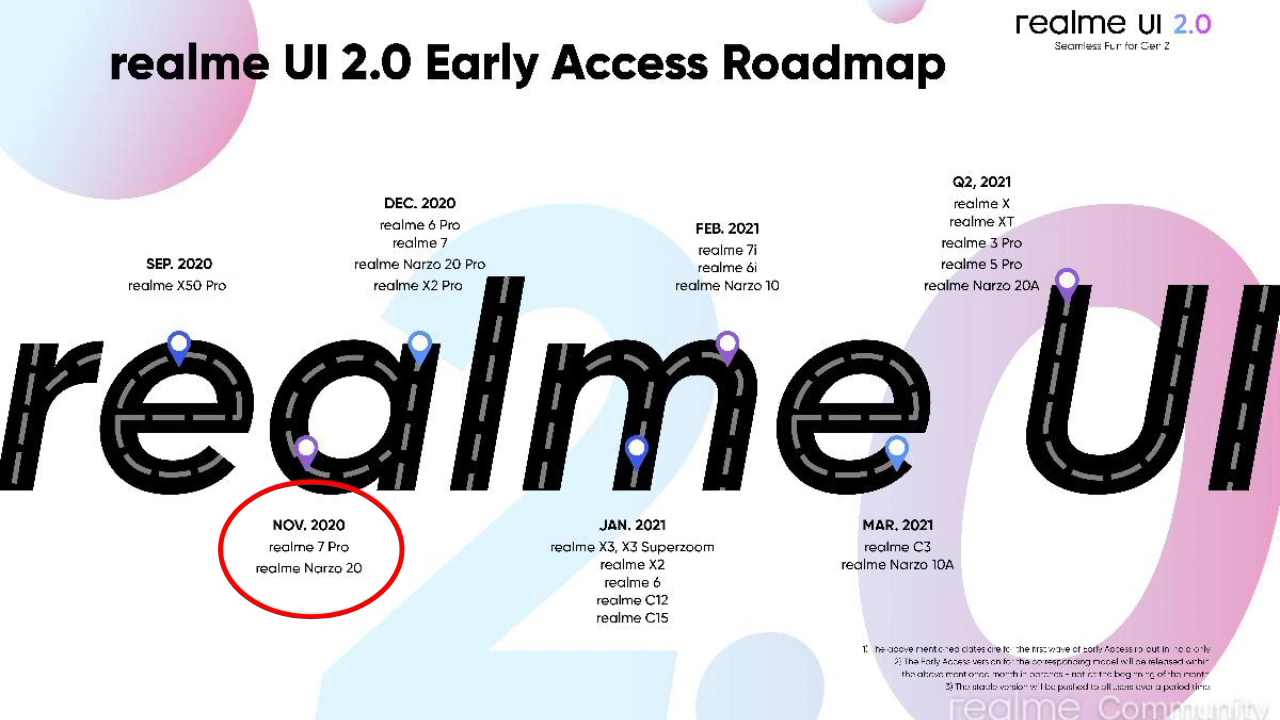 realme UI 2.0
Seamless Fun for Gen Z
realme UI 2.0 Early Access Roadmap
SEP. 2020
realme X50 Pro
DEC. 2020
realme 6 Pro
realme 7
realme Narzo 20 Pro
realme X2 Pro
FEB. 2021
realme 7i
realme 6i
realme Narzo 10
Q2, 2021
realme X
realme XT
realme 3 Pro
realme 5 Pro
realme Narzo 20A
realme UI
2.0
NOV. 2020
realme 7 Pro
realme Narzo 20
JAN. 2021
realme X3, X3 Superzoom
realme X2
realme 6
realme C12
realme C15
MAR. 2021
realme C3
realme Narzo 10A
1) The above mentioned dates are for the first wave of Early Access rollout in India only
2) The Early Access version for the corresponding model will be released within
the above mentioned month in batches - not at the beginning of the month
3) The stable version will be pushed to all users over a period time.
realme Community